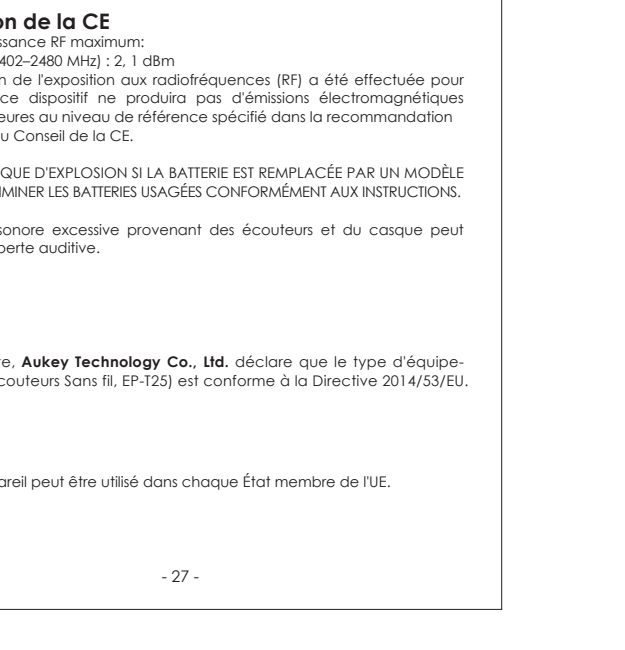 on de la CE
ssance RF maximum:
402–2480 MHz) : 2, 1 dBm
n de l'exposition aux radiofréquences (RF) a été effectuée pour
ce dispositif ne produira pas d'émissions électromagnétiques
eures au niveau de référence spécifié dans la recommandation
u Conseil de la CE.
QUE D'EXPLOSION SI LA BATTERIE EST REMPLACÉE PAR UN MODÈLE
IMINER LES BATTERIES USAGÉES CONFORMÉMENT AUX INSTRUCTIONS.
sonore excessive provenant des écouteurs et du casque peut
perte auditive.
te, Aukey Technology Co., Ltd. déclare que le type d'équipe-
couteurs Sans fil, EP-T25) est conforme à la Directive 2014/53/EU.
areil peut être utilisé dans chaque État membre de l'UE.
- 27 -